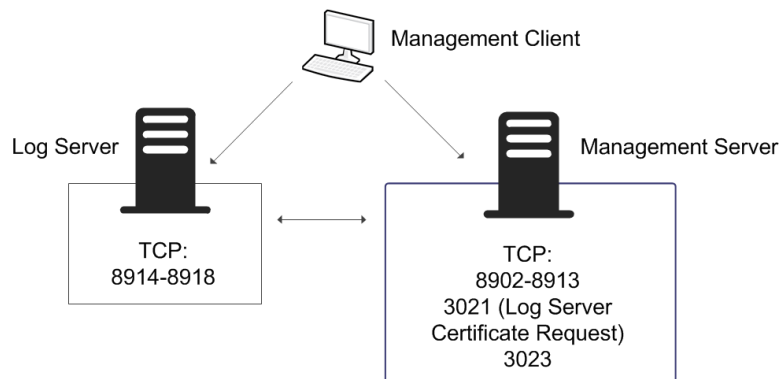 Management Client
Log Server
Management Server
TCP:
8914-8918
TCP:
8902-8913
3021 (Log Server
Certificate Request)
3023